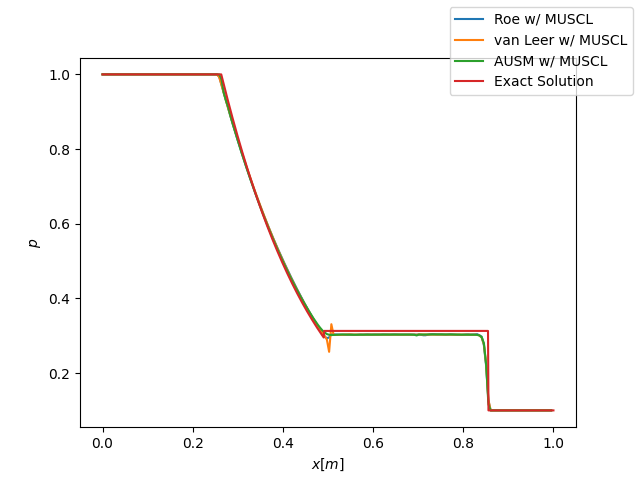 Roe w/ MUSCL
van Leer w/ MUSCL
AUSM w/ MUSCL
Exact Solution
1.0
0.8
0.6
0.4
0.2
p
0.0 0.2 0.4 0.6 0.8 1.0
x[m]